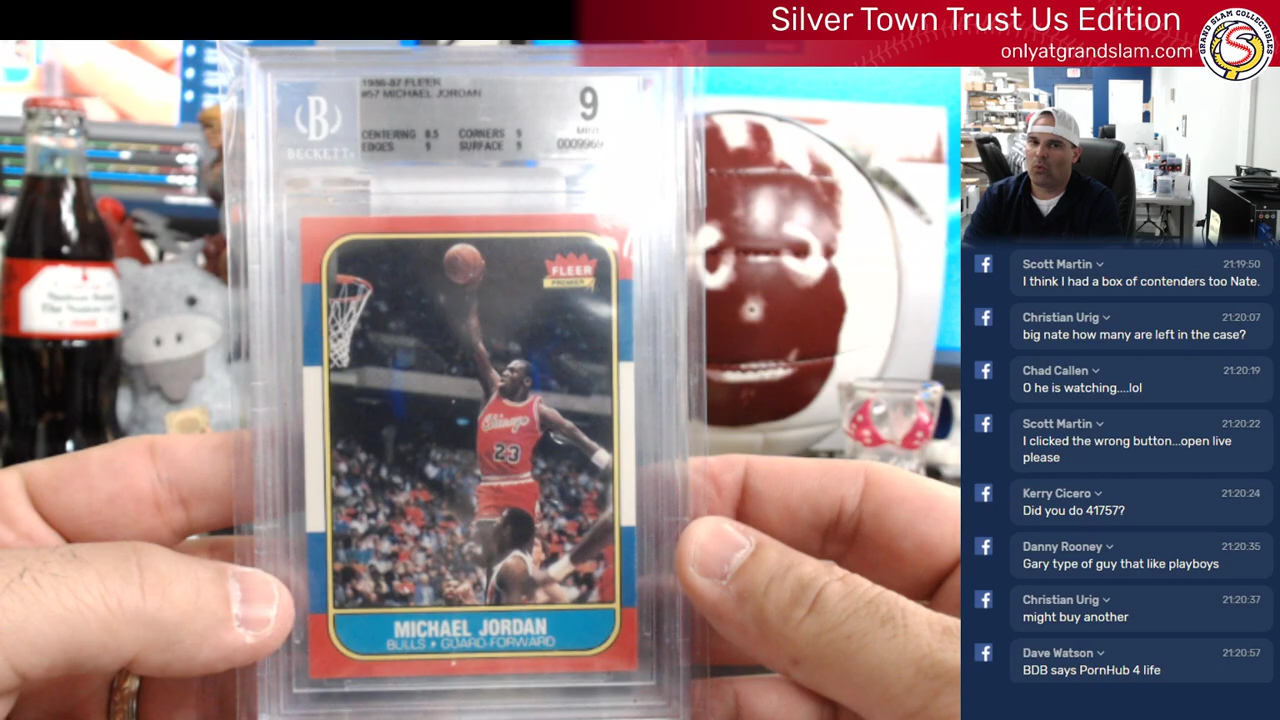 Silver Town Trust Us Edition
onlyatgrandslam.com
GRAND SLAM COLLECTIBLES
S
1986-87 FLEER
#57 MICHAEL JORDAN
9
MINT
CENTERING 8.5 CORNERS 9
EDGES 9 SURFACE 9
0009969
B
BECKETT
FLEER
PREMIER
Chicago
23
MICHAEL JORDAN
BULLS • GUARD-FORWARD
Scott Martin 21:19:50
I think I had a box of contenders too Nate.
Christian Urig 21:20:07
big nate how many are left in the case?
Chad Callen 21:20:19
O he is watching....lol
Scott Martin 21:20:22
I clicked the wrong button...open live
please
Kerry Cicero 21:20:24
Did you do 41757?
Danny Rooney 21:20:35
Gary type of guy that like playboys
Christian Urig 21:20:37
might buy another
Dave Watson 21:20:57
BDB says PornHub 4 life